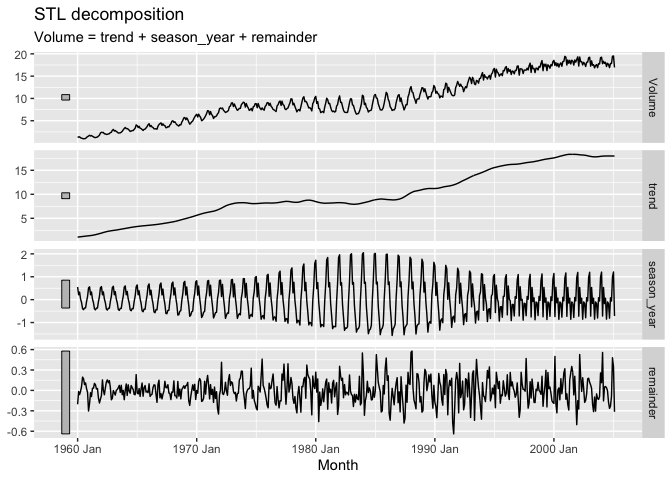 STL decomposition
Volume = trend + season_year + remainder
20
15
10
5
Volume
15
10
5
trend
2
1
0
-1
season_year
0.6
0.3
0.0
-0.3
-0.6
remainder
1960 Jan 1970 Jan 1980 Jan 1990 Jan 2000 Jan
Month